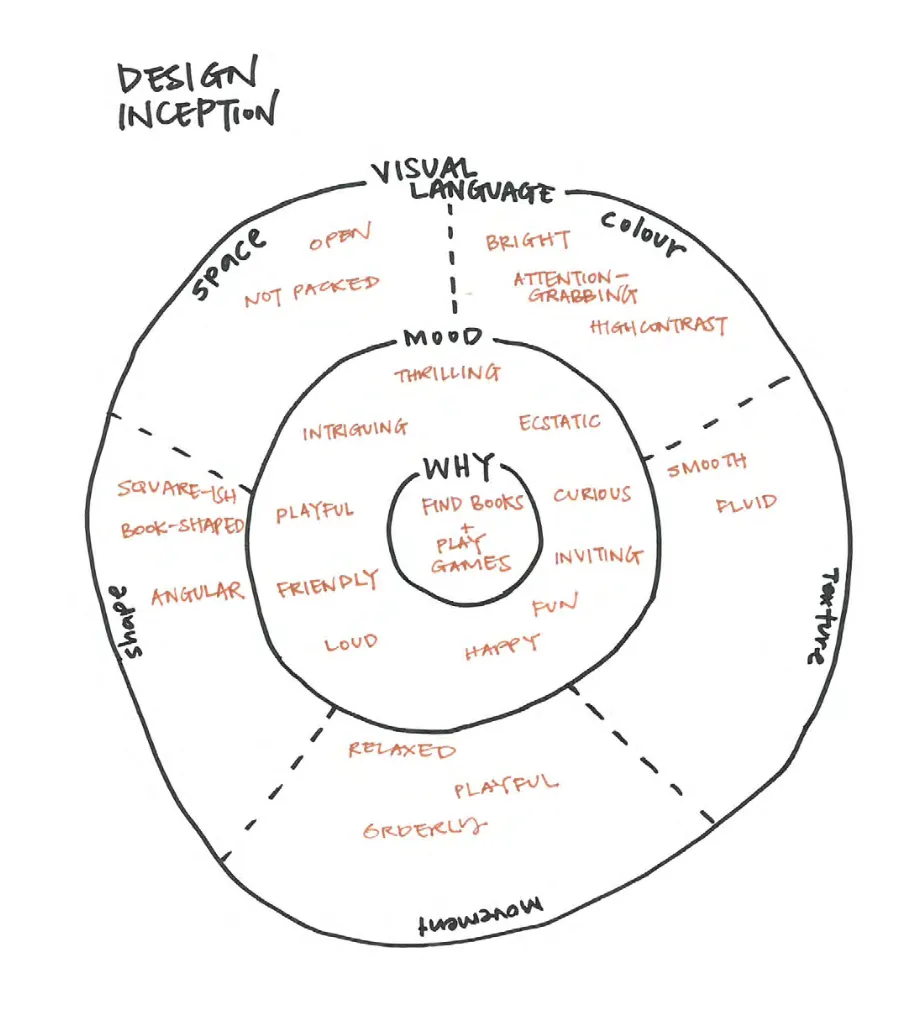 DESIGN
INCEPTION
VISUAL
LANGUAGE
space
OPEN
NOT PACKED
colour
BRIGHT
ATTENTION-
GRABBING
HIGH CONTRAST
Texture
SMOOTH
FLUID
movement
RELAXED
PLAYFUL
ORDERLY
shape
SQUARE-ISH
BOOK-SHAPED
ANGULAR
MOOD
THRILLING
INTRIGUING
ECSTATIC
PLAYFUL
CURIOUS
FRIENDLY
INVITING
LOUD
FUN
HAPPY
WHY
FIND BOOKS
+
PLAY
GAMES